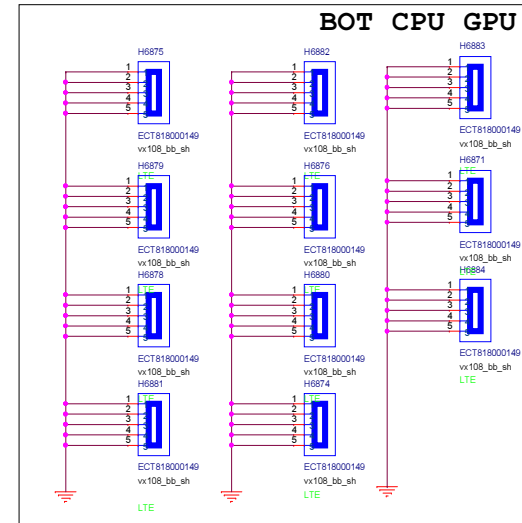 BOT CPU GPU
H6875
1
2
3
4
5
ECT818000149
vx108_bb_sh
LTE
H6879
1
2
3
4
5
ECT818000149
vx108_bb_sh
LTE
H6878
1
2
3
4
5
ECT818000149
vx108_bb_sh
LTE
H6881
1
2
3
4
5
ECT818000149
vx108_bb_sh
LTE
H6882
1
2
3
4
5
ECT818000149
vx108_bb_sh
LTE
H6876
1
2
3
4
5
ECT818000149
vx108_bb_sh
LTE
H6880
1
2
3
4
5
ECT818000149
vx108_bb_sh
LTE
H6874
1
2
3
4
5
ECT818000149
vx108_bb_sh
LTE
H6883
1
2
3
4
5
ECT818000149
vx108_bb_sh
LTE
H6871
1
2
3
4
5
ECT818000149
vx108_bb_sh
LTE
H6884
1
2
3
4
5
ECT818000149
vx108_bb_sh
LTE